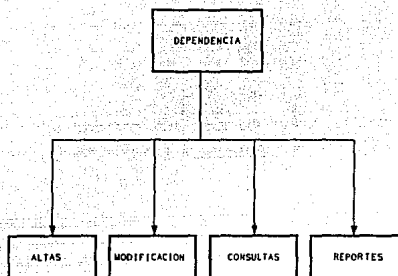 DEPENDENCIA
ALTAS
MODIFICACION
CONSULTAS
REPORTES